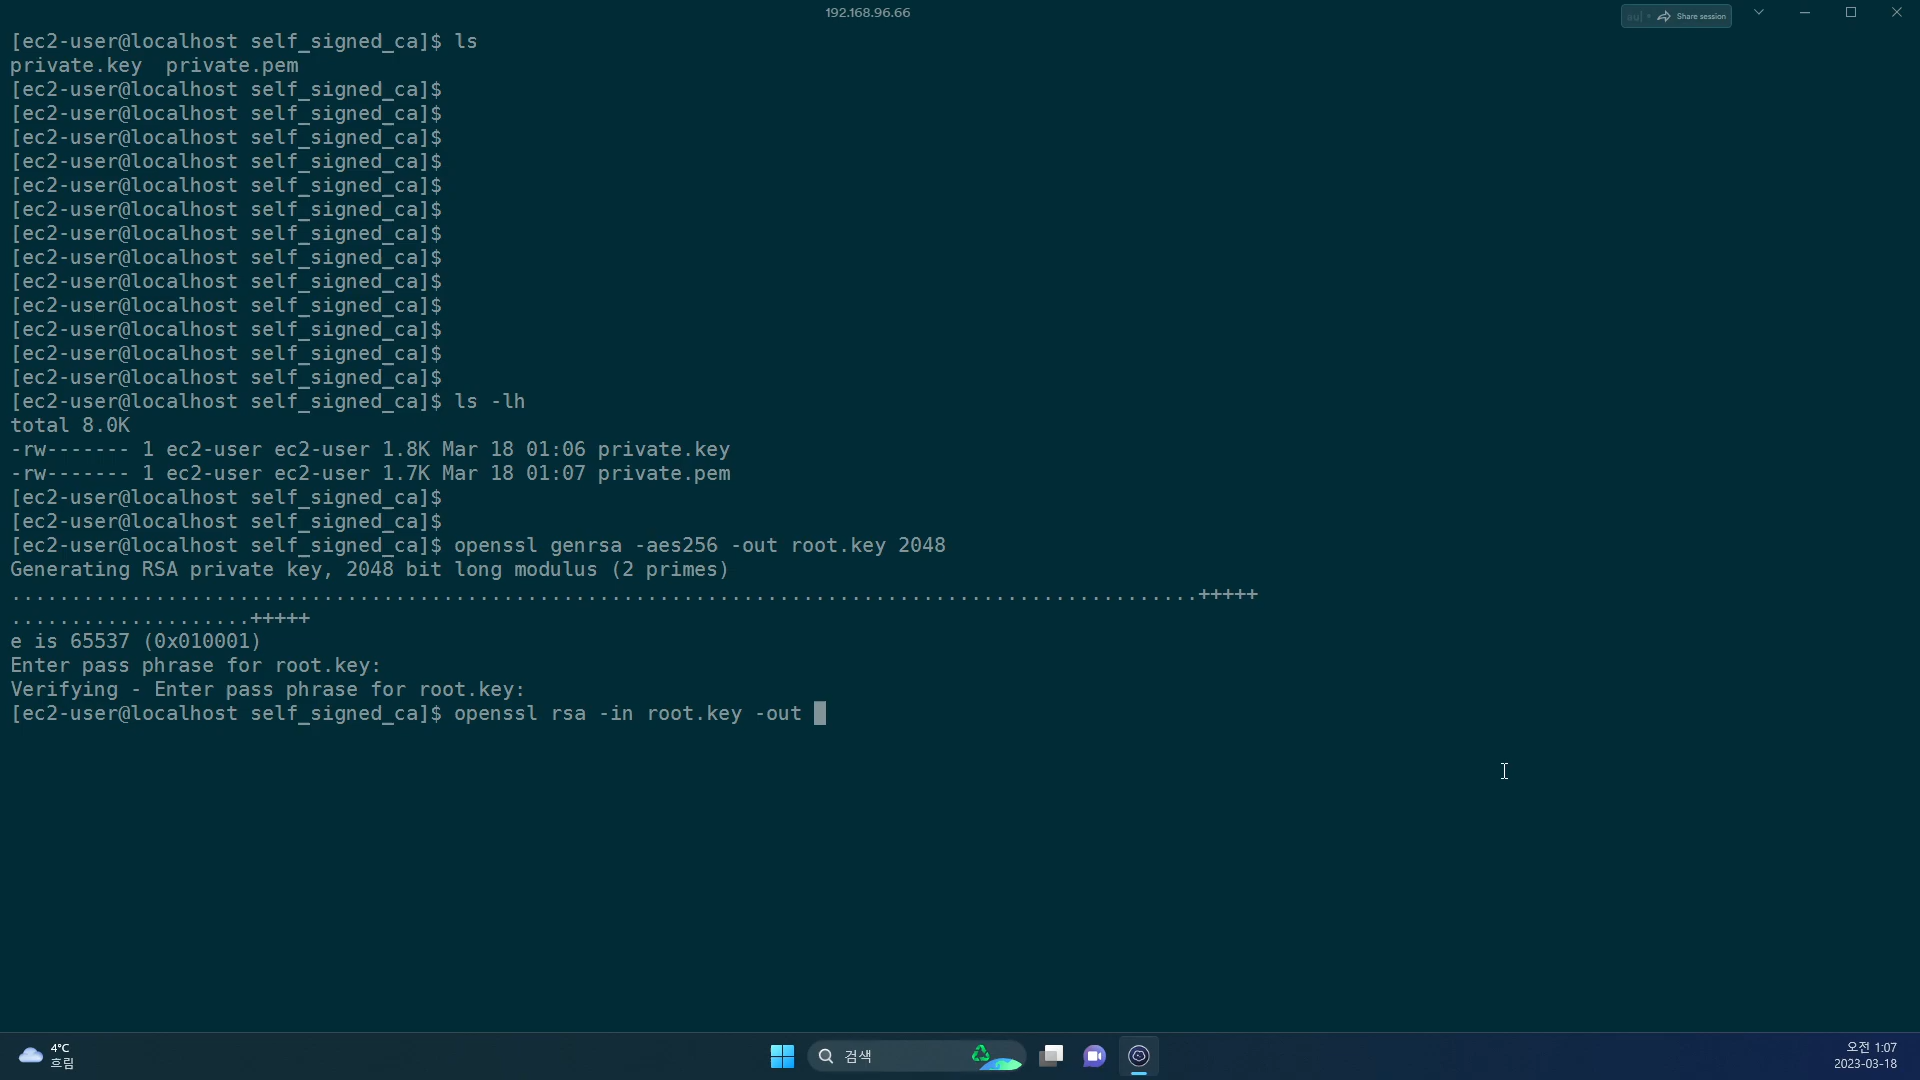 192.168.96.66
Share session
[ec2-user@localhost self_signed_ca]$ ls
private.key  private.pem
[ec2-user@localhost self_signed_ca]$
[ec2-user@localhost self_signed_ca]$
[ec2-user@localhost self_signed_ca]$
[ec2-user@localhost self_signed_ca]$
[ec2-user@localhost self_signed_ca]$
[ec2-user@localhost self_signed_ca]$
[ec2-user@localhost self_signed_ca]$
[ec2-user@localhost self_signed_ca]$
[ec2-user@localhost self_signed_ca]$
[ec2-user@localhost self_signed_ca]$
[ec2-user@localhost self_signed_ca]$
[ec2-user@localhost self_signed_ca]$
[ec2-user@localhost self_signed_ca]$
[ec2-user@localhost self_signed_ca]$ ls -lh
total 8.0K
-rw------- 1 ec2-user ec2-user 1.8K Mar 18 01:06 private.key
-rw------- 1 ec2-user ec2-user 1.7K Mar 18 01:07 private.pem
[ec2-user@localhost self_signed_ca]$
[ec2-user@localhost self_signed_ca]$
[ec2-user@localhost self_signed_ca]$ openssl genrsa -aes256 -out root.key 2048
Generating RSA private key, 2048 bit long modulus (2 primes)
...................................................................................................+++++
....................+++++
e is 65537 (0x010001)
Enter pass phrase for root.key:
Verifying - Enter pass phrase for root.key:
[ec2-user@localhost self_signed_ca]$ openssl rsa -in root.key -out
4°C
흐림
검색
오전 1:07
2023-03-18